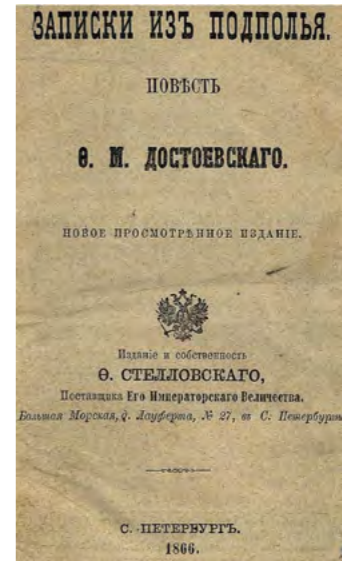 ЗАПИСКИ ИЗЪ ПОДПОЛЬЯ.
ПОВѢСТЬ
Ѳ. М. ДОСТОЕВСКАГО.
НОВОЕ ПРОСМОТРѢННОЕ ИЗДАНІЕ.
Изданіе и собственность
Ѳ. СТЕЛЛОВСКАГО,
Поставщика Его Императорскаго Величества.
Большая Морская, д. Лауферта, № 27, въ С. Петербургѣ
С.-ПЕТЕРБУРГЪ.
1866.